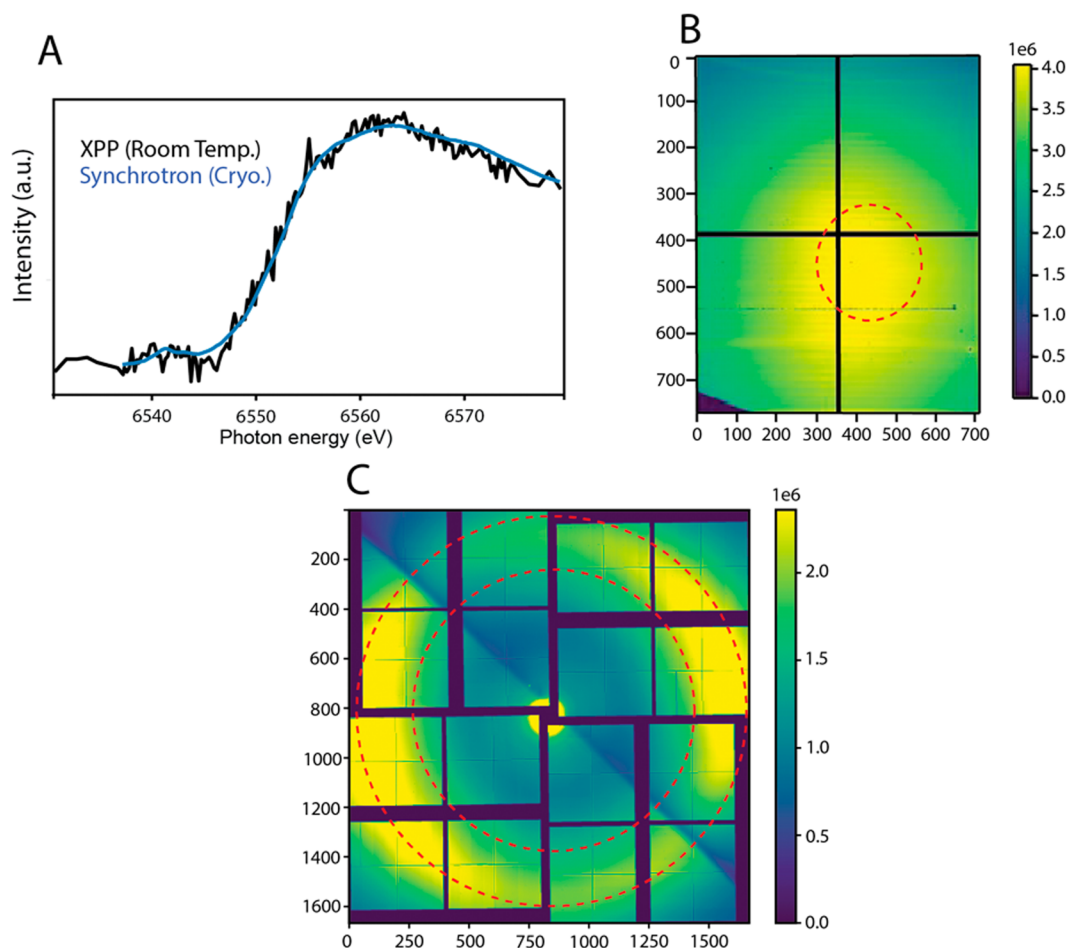 A
XPP (Room Temp.)
Synchrotron (Cryo.)
Intensity (a.u.)
6540 6550 6560 6570
Photon energy (eV)
B
0
100
200
300
400
500
600
700
0 100 200 300 400 500 600 700
1e6
4.0
3.5
3.0
2.5
2.0
1.5
1.0
0.5
0.0
C
200
400
600
800
1000
1200
1400
1600
0 250 500 750 1000 1250 1500
1e6
2.0
1.5
1.0
0.5
0.0